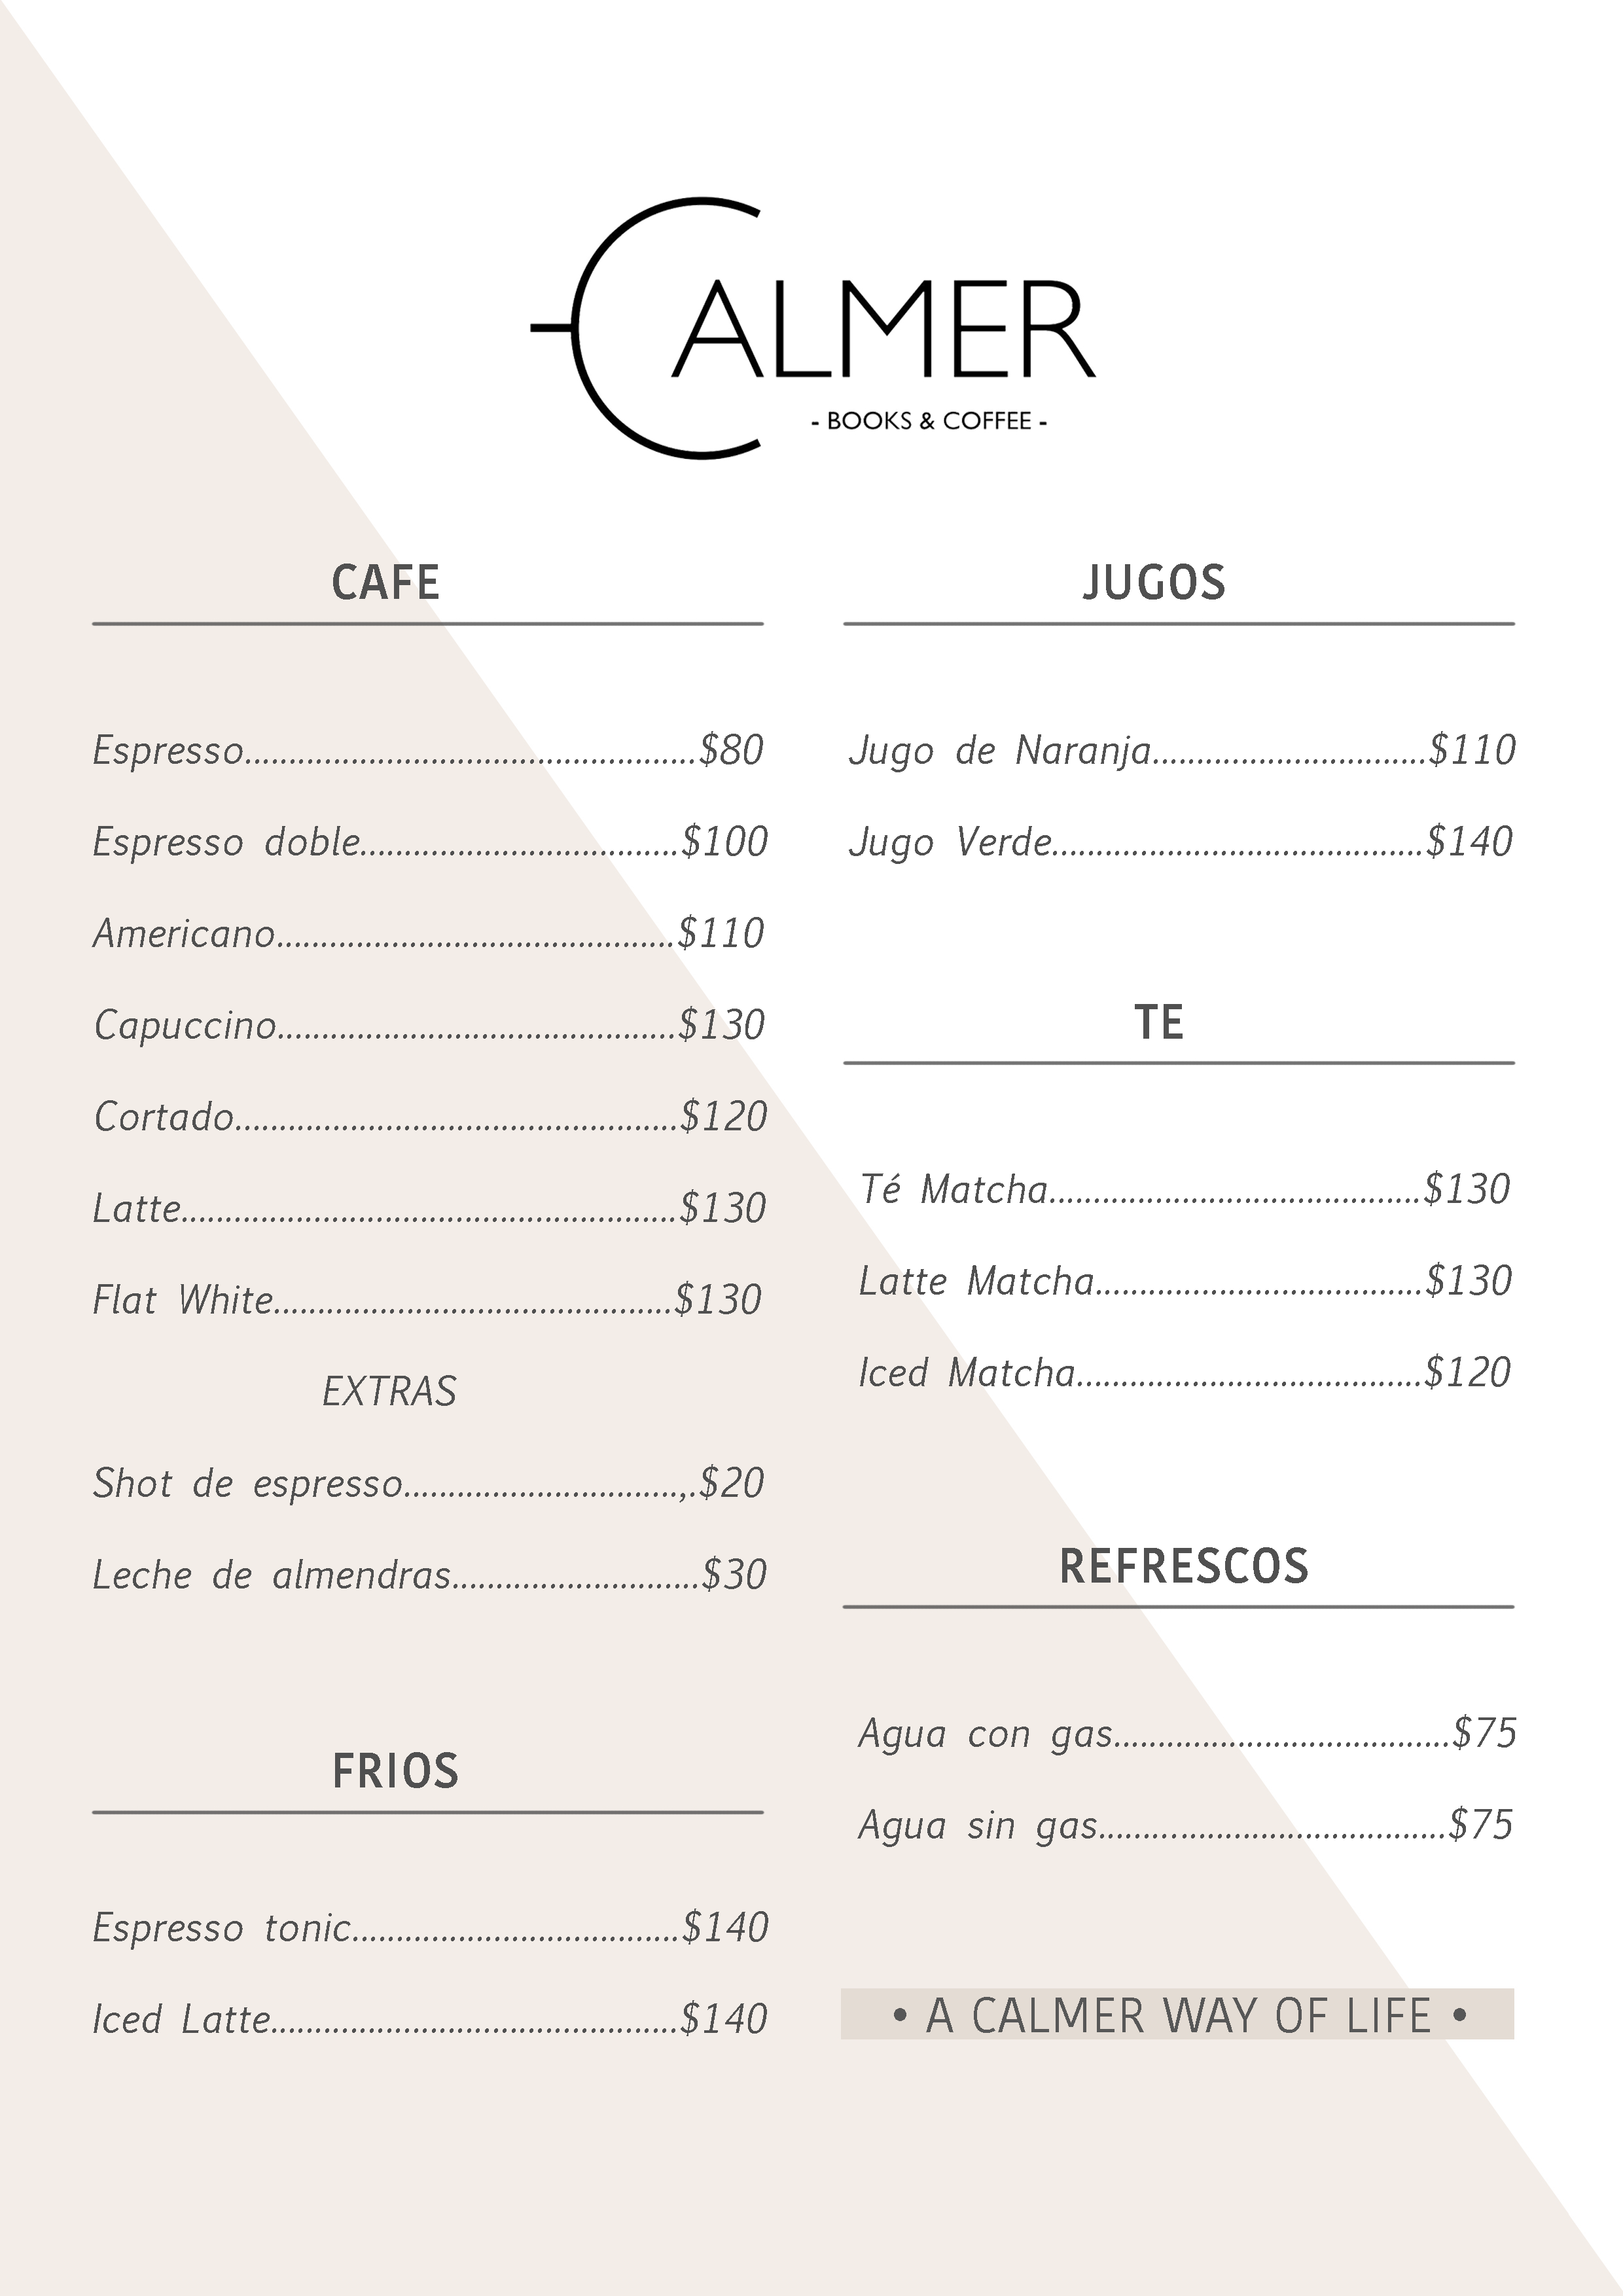 CALMER
- BOOKS & COFFEE -
CAFE
Espresso....................................................$80
Espresso doble.....................................$100
Americano..............................................$110
Capuccino..............................................$130
Cortado...................................................$120
Latte.........................................................$130
Flat White..............................................$130
EXTRAS
Shot de espresso...............................,.$20
Leche de almendras............................$30
FRIOS
Espresso tonic.....................................$140
Iced Latte...............................................$140
JUGOS
Jugo de Naranja...............................$110
Jugo Verde...........................................$140
TE
Té Matcha...........................................$130
Latte Matcha.....................................$130
Iced Matcha........................................$120
REFRESCOS
Agua con gas.......................................$75
Agua sin gas........................................$75
• A CALMER WAY OF LIFE •